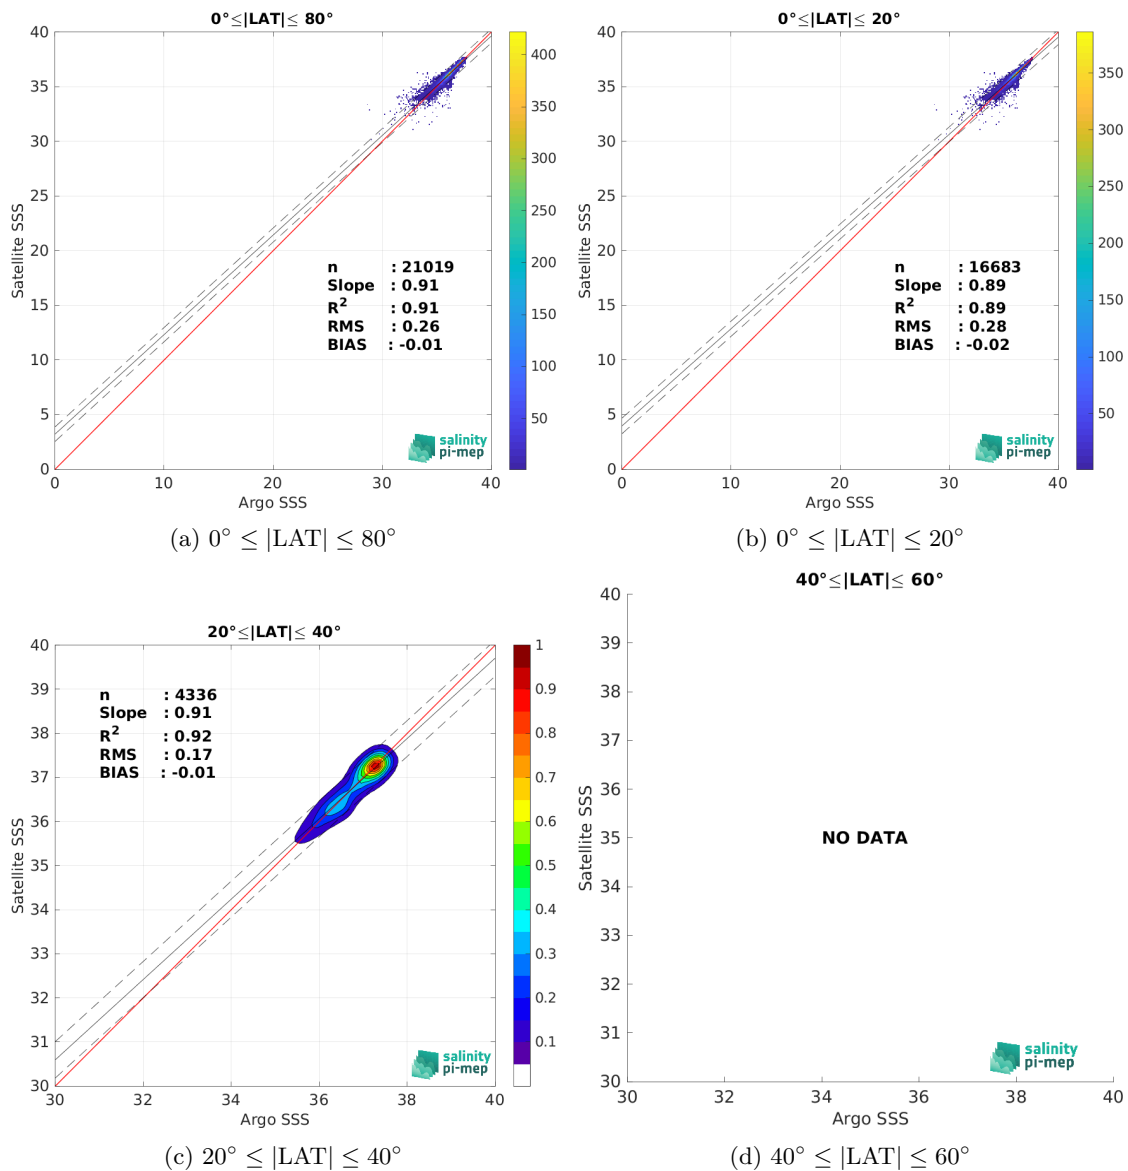 0°≤|LAT|≤ 80°
40
35
30
25
20
15
10
5
0
Satellite SSS
n : 21019
Slope : 0.91
R² : 0.91
RMS : 0.26
BIAS : -0.01
salinity
pi-mep
0 10 20 30 40
Argo SSS
400
350
300
250
200
150
100
50
(a) 0° ≤ |LAT| ≤ 80°
0°≤|LAT|≤ 20°
40
35
30
25
20
15
10
5
0
Satellite SSS
n : 16683
Slope : 0.89
R² : 0.89
RMS : 0.28
BIAS : -0.02
salinity
pi-mep
0 10 20 30 40
Argo SSS
350
300
250
200
150
100
50
(b) 0° ≤ |LAT| ≤ 20°
20°≤|LAT|≤ 40°
40
39
38
37
36
35
34
33
32
31
30
Satellite SSS
n : 4336
Slope : 0.91
R² : 0.92
RMS : 0.17
BIAS : -0.01
salinity
pi-mep
30 32 34 36 38 40
Argo SSS
1
0.9
0.8
0.7
0.6
0.5
0.4
0.3
0.2
0.1
(c) 20° ≤ |LAT| ≤ 40°
40°≤|LAT|≤ 60°
40
39
38
37
36
35
34
33
32
31
30
Satellite SSS
NO DATA
salinity
pi-mep
30 32 34 36 38 40
Argo SSS
(d) 40° ≤ |LAT| ≤ 60°